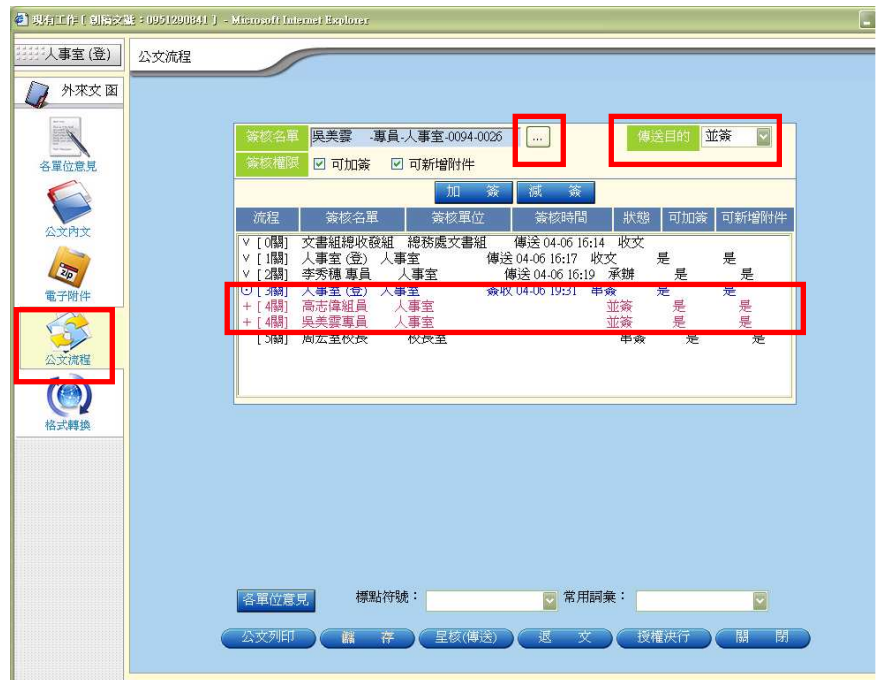 現有工作 [ 創稿文號：0951290841 ] - Microsoft Internet Explorer
人事室 (登)
公文流程
外來文
各單位意見
公文內文
電子附件
公文流程
格式轉換
簽核名單 吳美雲 -專員-人事室-0094-0026 ... 傳送目的 並簽
簽核權限 可加簽 可新增附件
加 簽 減 簽
流程 簽核名單 簽核單位 簽核時間 狀態 可加簽 可新增附件
˅ [ 0關] 文書組總收發組 總務處文書組 傳送 04-06 16:14 收文
˅ [ 1關] 人事室 (登) 人事室 傳送 04-06 16:17 收文 是 是
˅ [ 2關] 李秀穗 專員 人事室 傳送 04-06 16:19 承辦 是 是
⊙ [ 3關] 人事室 (登) 人事室 簽收 04-06 19:31 串簽 是 是
+ [ 4關] 高志偉組員 人事室 並簽 是 是
+ [ 4關] 吳美雲專員 人事室 並簽 是 是
[ 5關] 周宏室校長 校長室 串簽 是 是
各單位意見 標點符號： 常用詞彙：
公文列印 儲 存 呈核(傳送) 退 文 授權決行 關 閉